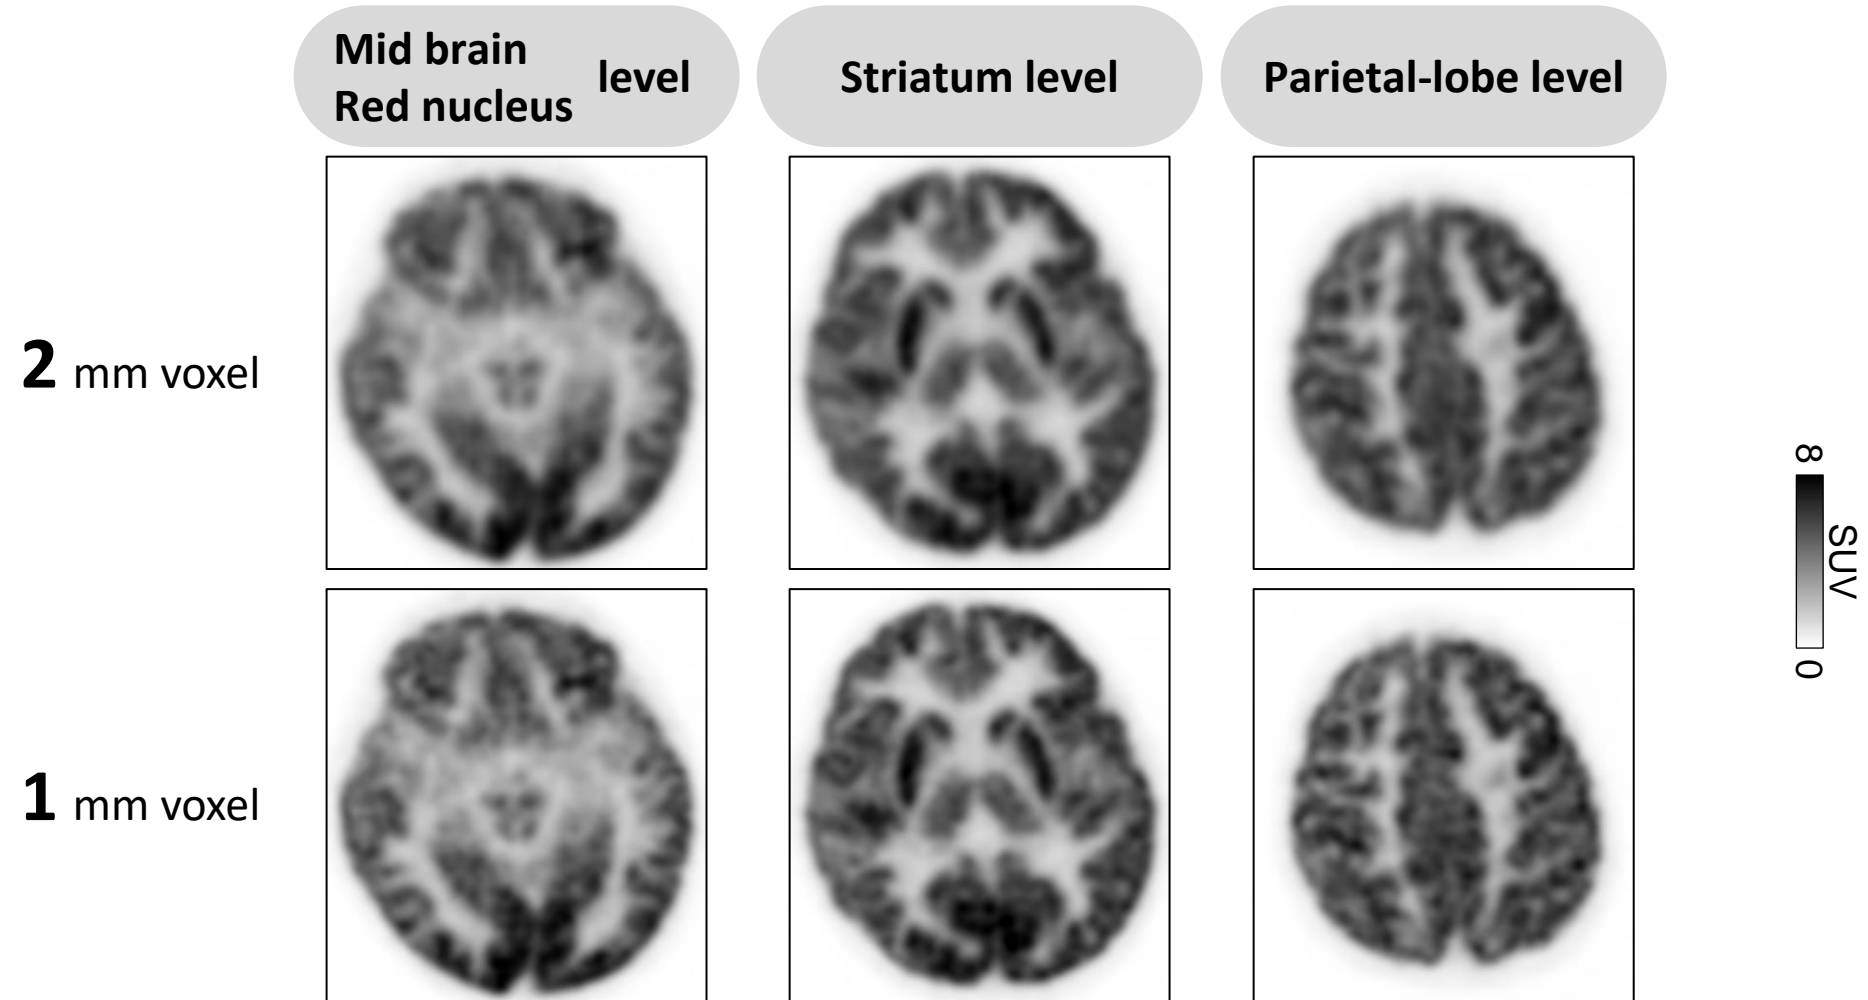 Mid brain
Red nucleus
level
Striatum level
Parietal-lobe level
2 mm voxel
8
SUV
0
1 mm voxel